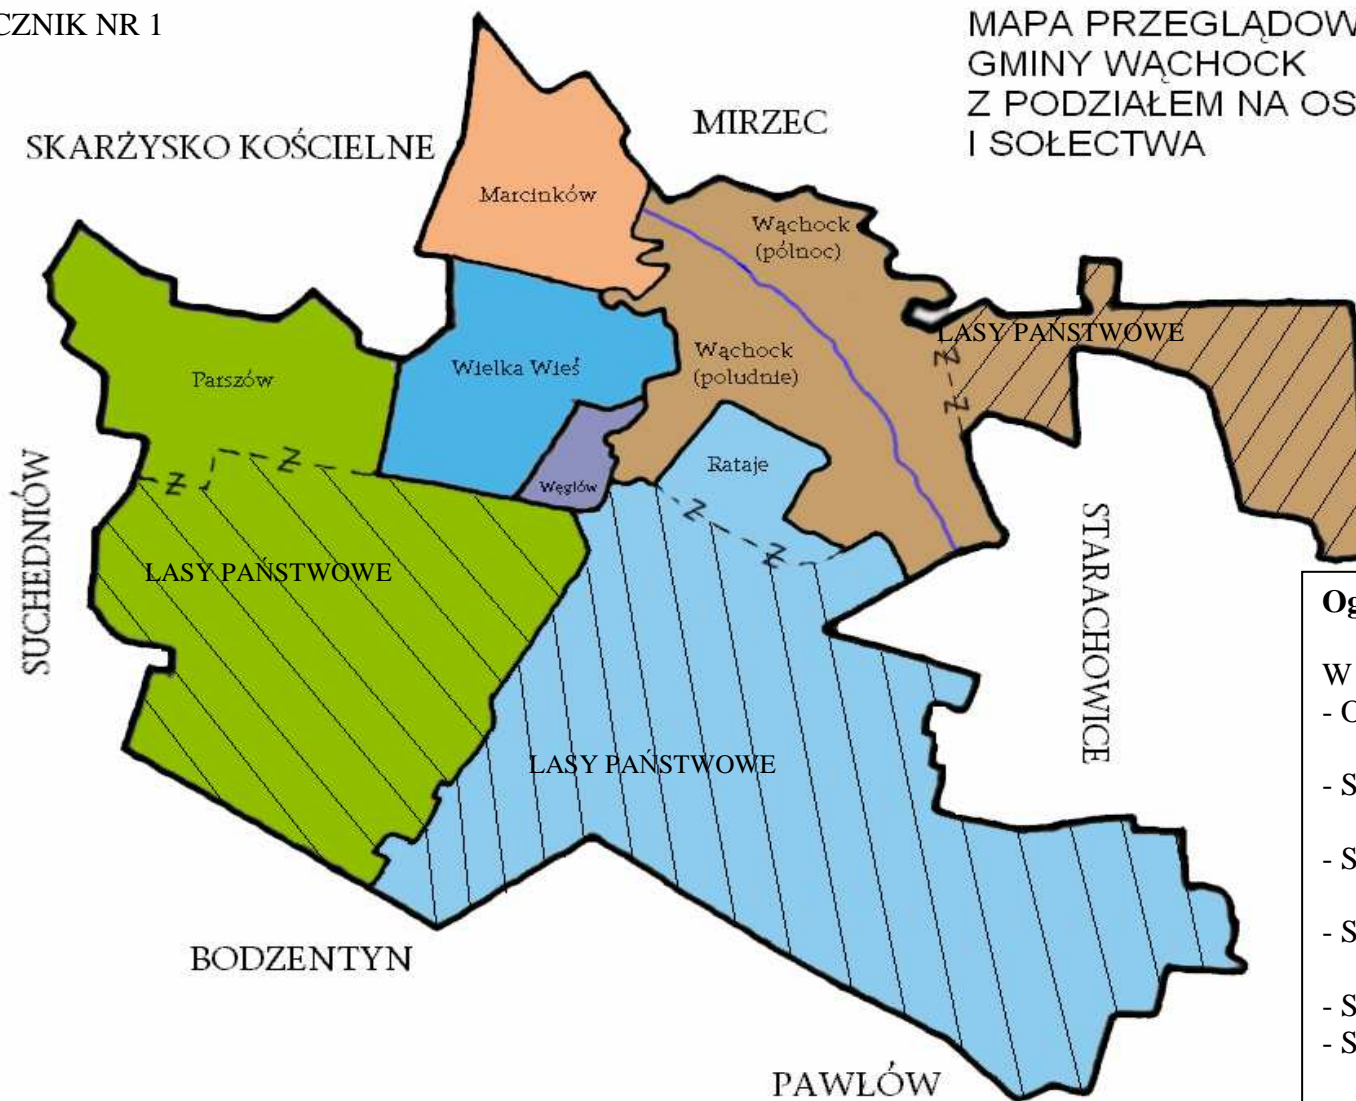 CZNIK NR 1
MAPA PRZEGLĄDOW
GMINY WĄCHOCK
Z PODZIAŁEM NA OS
I SOŁECTWA
MIRZEC
SKARŻYSKO KOŚCIELNE
Marcinków
Wąchock
(północ)
LASY PAŃSTWOWE
Wąchock
(południe)
Wielka Wieś
Parszów
Rataje
Węglów
Z
Z
Z
Z
Z
Z
SUCHEDNIÓW
LASY PAŃSTWOWE
STARACHOWICE
LASY PAŃSTWOWE
BODZENTYN
PAWŁÓW
Og
W
- O
- S
- S
- S
- S
- S